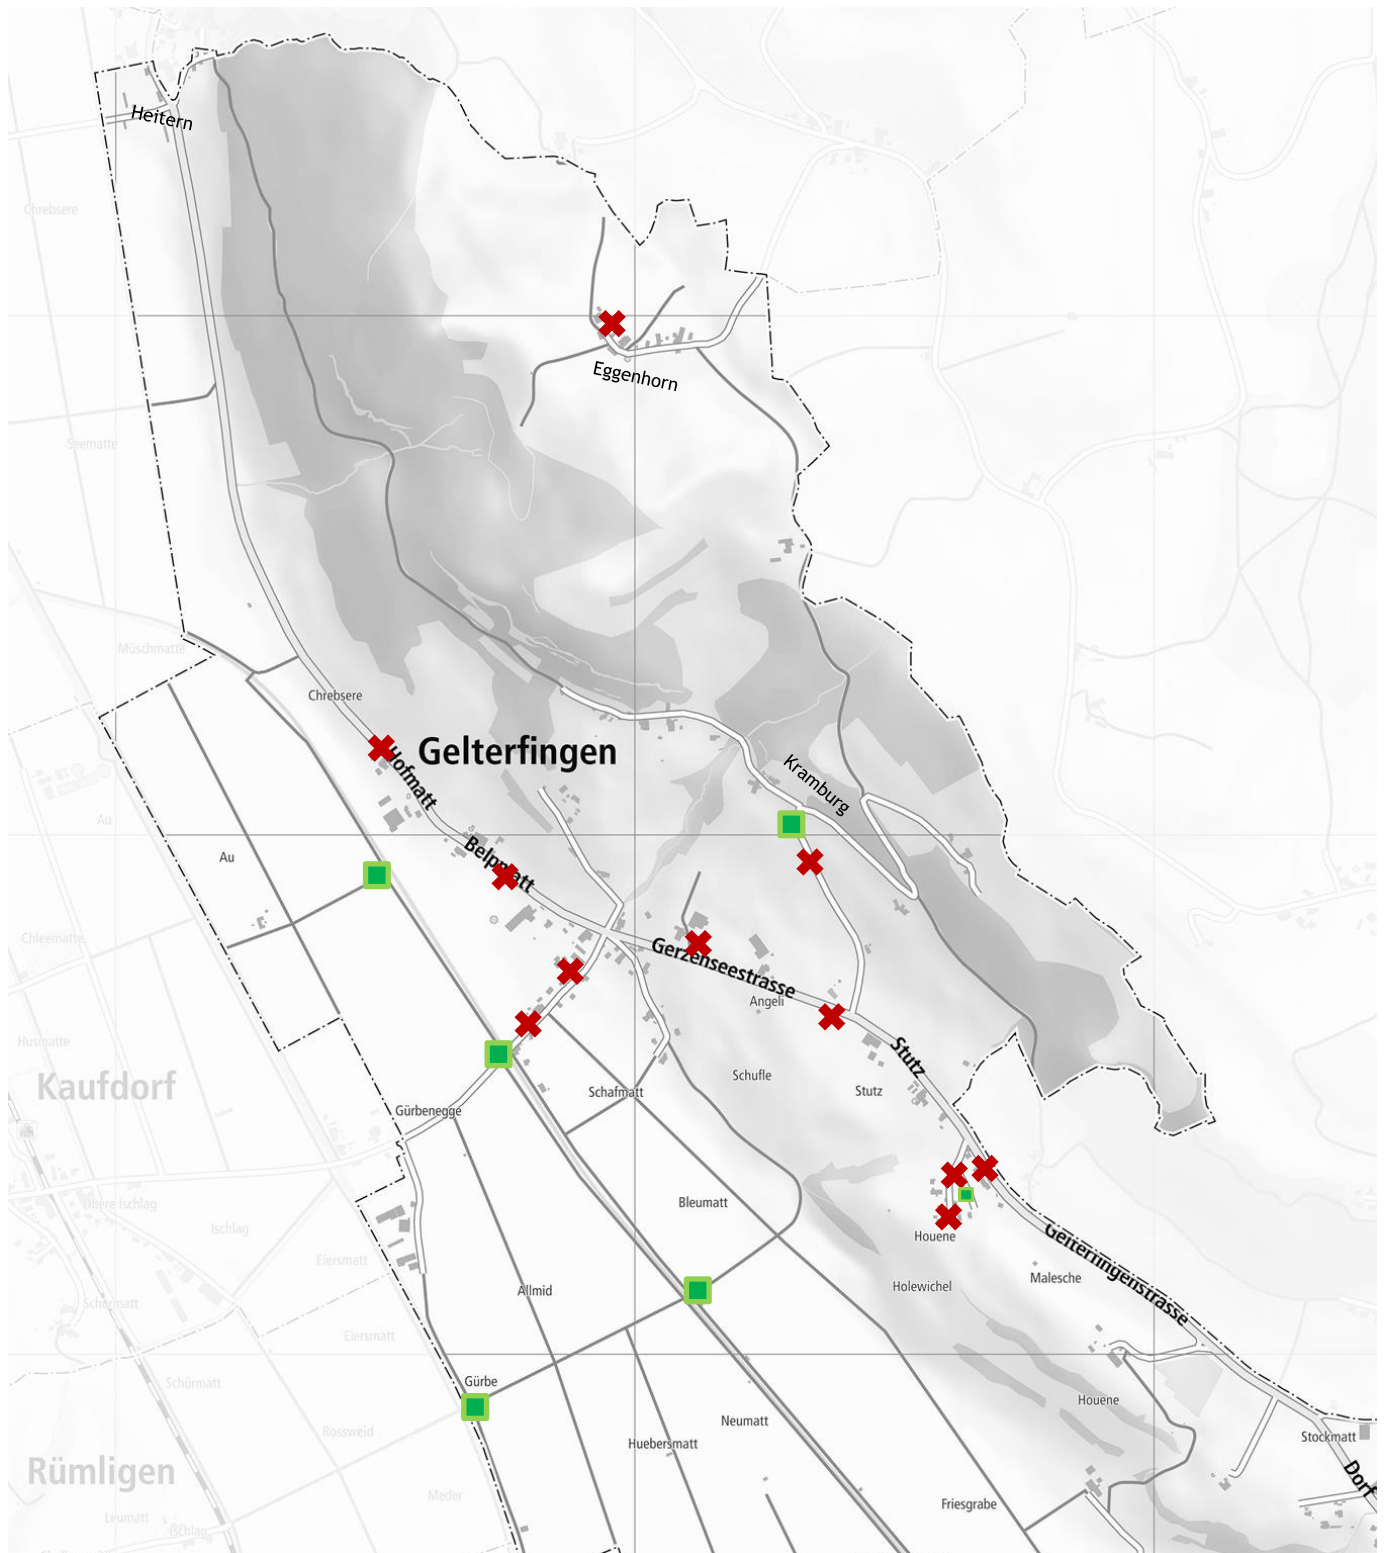 Heitern
Chrebsere
Eggenhorn
Seematte
Müschmatte
Chrebsere
Gelterfingen
Hofmatt
Kramburg
Au
Belpmatt
Au
Chleematte
Gerzenseestrasse
Angeli
Husmatte
Stutz
Kaufdorf
Schufle
Schafmatt
Stutz
Gürbenegge
Obere Ischlag
Bleumatt
Ischlag
Houene
Gelterfingenstrasse
Eiersmatt
Malesche
Holewichel
Allmid
Schürmatt
Eiersmatt
Gürbe
Schürmatt
Houene
Neumatt
Rossweid
Stockmatt
Huebersmatt
Rümligen
Dorf
Meder
Friesgrabe
Leumatt
Ischlag